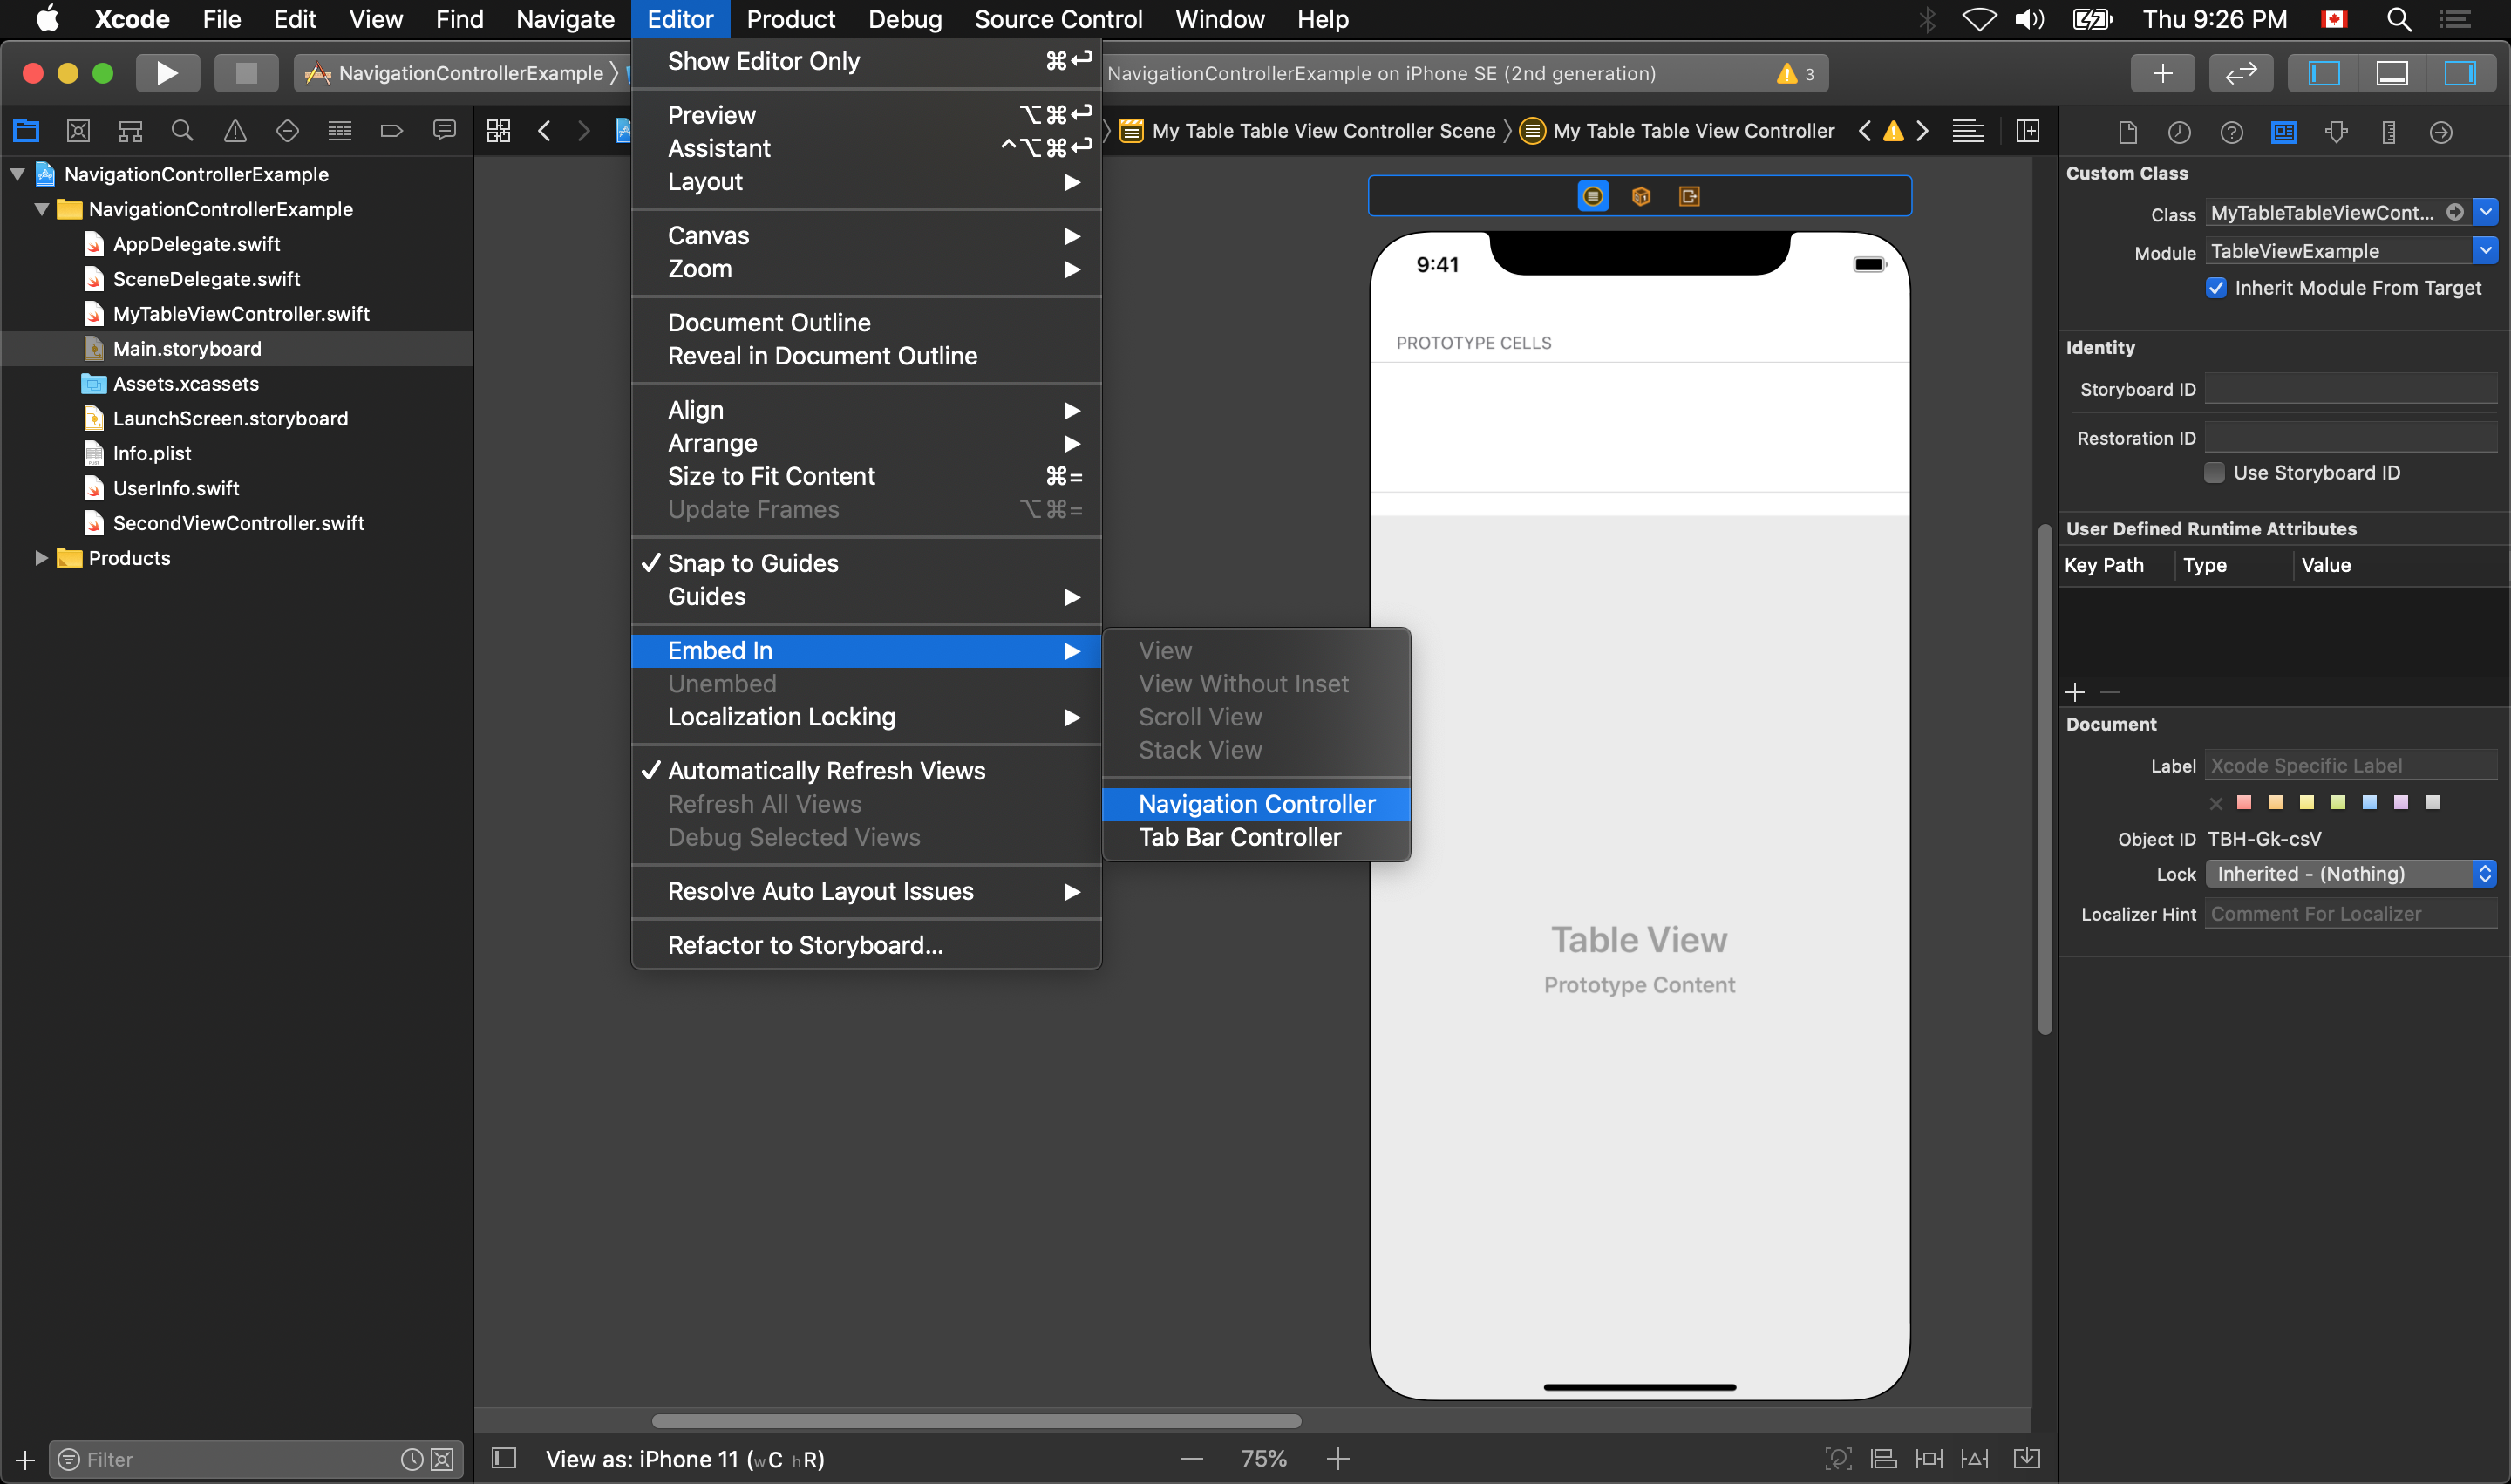 Xcode File Edit View Find Navigate Editor Product Debug Source Control Window Help Thu 9:26 PM
NavigationControllerExample NavigationControllerExample on iPhone SE (2nd generation) 3
My Table Table View Controller Scene My Table Table View Controller
NavigationControllerExample
NavigationControllerExample
AppDelegate.swift
SceneDelegate.swift
MyTableViewController.swift
Main.storyboard
Assets.xcassets
LaunchScreen.storyboard
Info.plist
UserInfo.swift
SecondViewController.swift
Products
Filter
Show Editor Only ⌘↩
Preview ⌥⌘↩
Assistant ^⌥⌘↩
Layout
Canvas
Zoom
Document Outline
Reveal in Document Outline
Align
Arrange
Size to Fit Content ⌘=
Update Frames ⌥⌘=
✓ Snap to Guides
Guides
Embed In
Unembed
Localization Locking
✓ Automatically Refresh Views
Refresh All Views
Debug Selected Views
Resolve Auto Layout Issues
Refactor to Storyboard...
View
View Without Inset
Scroll View
Stack View
Navigation Controller
Tab Bar Controller
9:41
PROTOTYPE CELLS
Table View
Prototype Content
View as: iPhone 11 (wC hR) 75%
Custom Class
Class MyTableTableViewCont...
Module TableViewExample
Inherit Module From Target
Identity
Storyboard ID
Restoration ID
Use Storyboard ID
User Defined Runtime Attributes
Key Path Type Value
Document
Label Xcode Specific Label
Object ID TBH-Gk-csV
Lock Inherited - (Nothing)
Localizer Hint Comment For Localizer